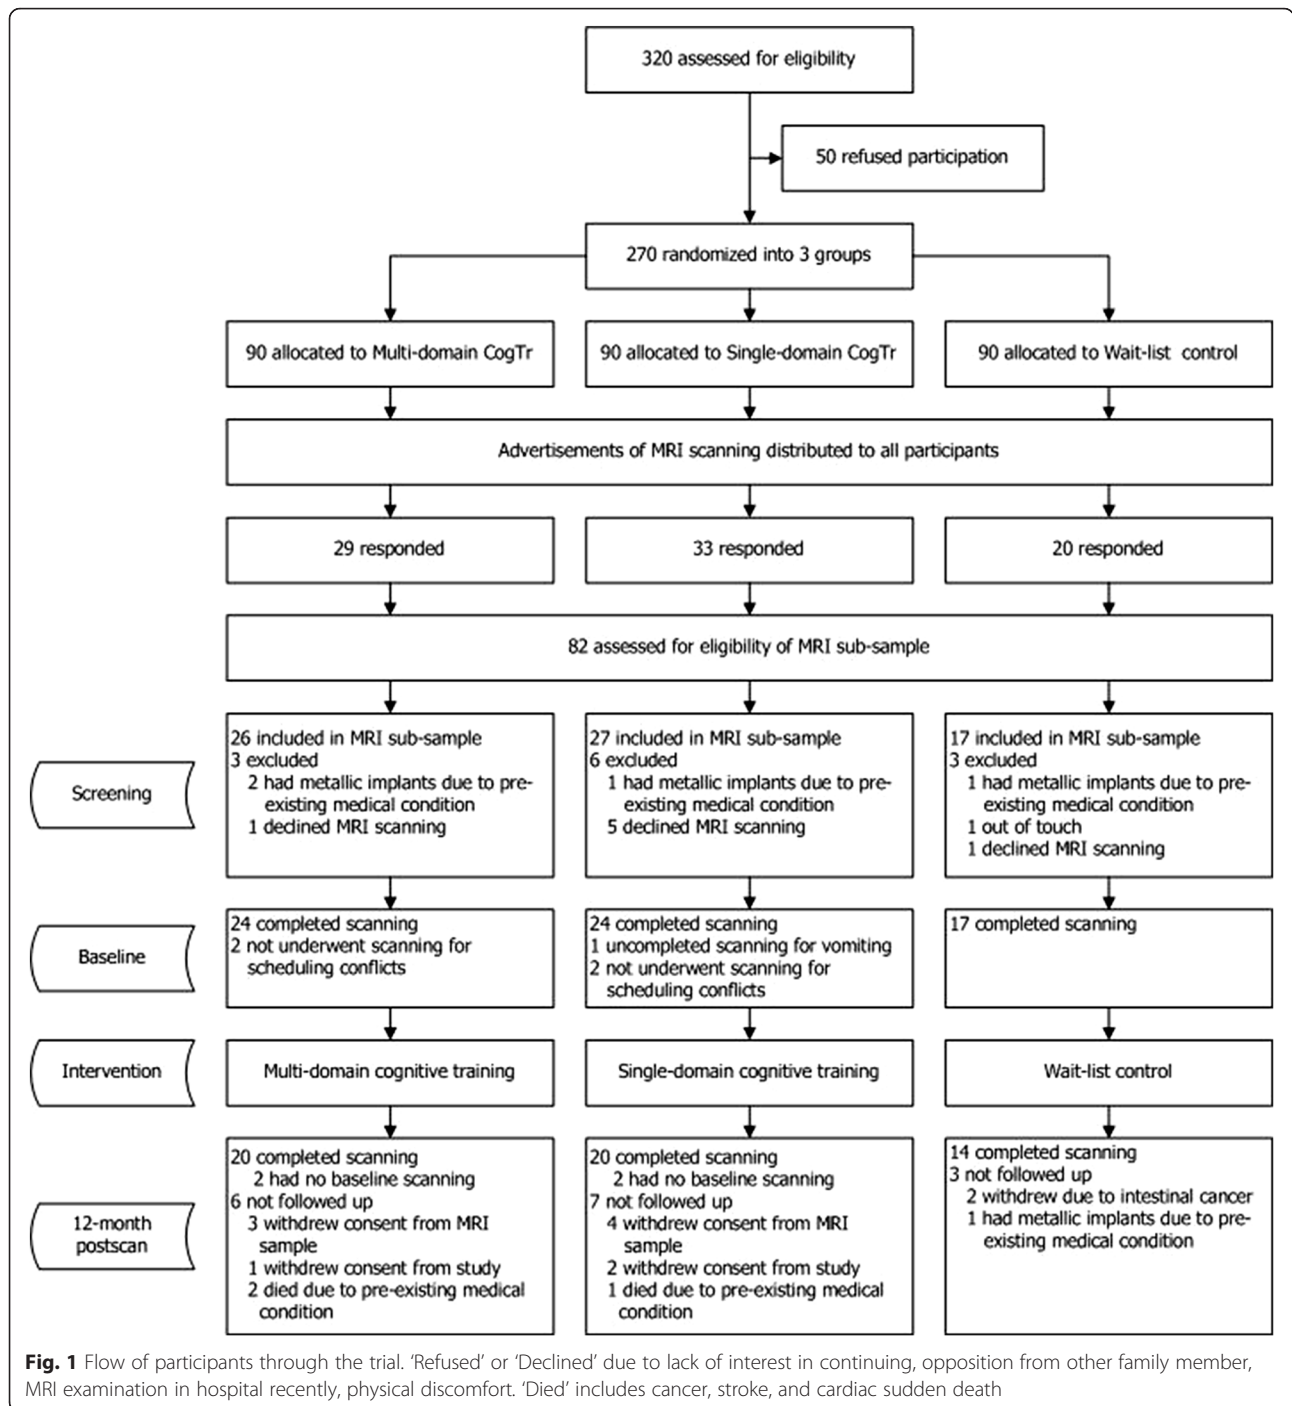 320 assessed for eligibility
50 refused participation
270 randomized into 3 groups
90 allocated to Multi-domain CogTr
90 allocated to Single-domain CogTr
90 allocated to Wait-list control
Advertisements of MRI scanning distributed to all participants
29 responded
33 responded
20 responded
82 assessed for eligibility of MRI sub-sample
Screening
26 included in MRI sub-sample
3 excluded
2 had metallic implants due to pre-
existing medical condition
1 declined MRI scanning
27 included in MRI sub-sample
6 excluded
1 had metallic implants due to pre-
existing medical condition
5 declined MRI scanning
17 included in MRI sub-sample
3 excluded
1 had metallic implants due to pre-
existing medical condition
1 out of touch
1 declined MRI scanning
Baseline
24 completed scanning
2 not underwent scanning for
scheduling conflicts
24 completed scanning
1 uncompleted scanning for vomiting
2 not underwent scanning for
scheduling conflicts
17 completed scanning
Intervention
Multi-domain cognitive training
Single-domain cognitive training
Wait-list control
12-month
postscan
20 completed scanning
2 had no baseline scanning
6 not followed up
3 withdrew consent from MRI
sample
1 withdrew consent from study
2 died due to pre-existing medical
condition
20 completed scanning
2 had no baseline scanning
7 not followed up
4 withdrew consent from MRI
sample
2 withdrew consent from study
1 died due to pre-existing medical
condition
14 completed scanning
3 not followed up
2 withdrew due to intestinal cancer
1 had metallic implants due to pre-
existing medical condition
Fig. 1 Flow of participants through the trial. ‘Refused’ or ‘Declined’ due to lack of interest in continuing, opposition from other family member,
MRI examination in hospital recently, physical discomfort. ‘Died’ includes cancer, stroke, and cardiac sudden death